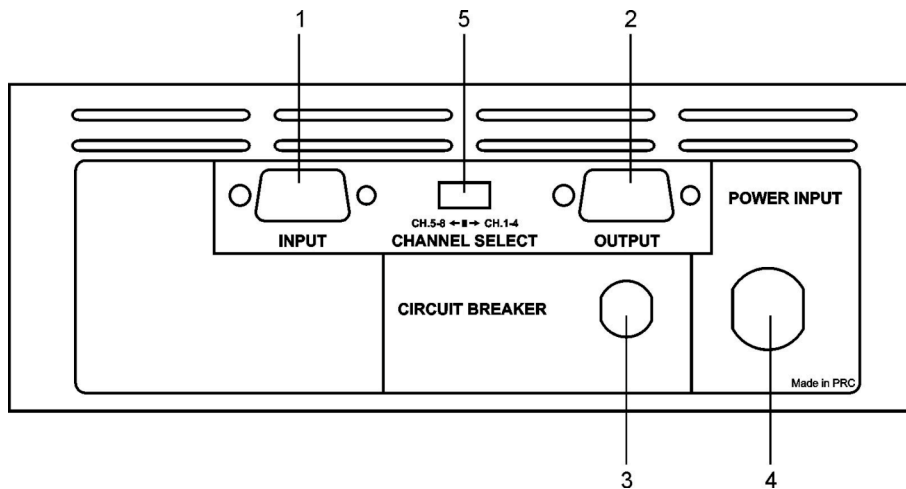 1 5 2
POWER INPUT
CH.5-8 ←∎→ CH.1-4
INPUT CHANNEL SELECT OUTPUT
CIRCUIT BREAKER
Made in PRC
3 4